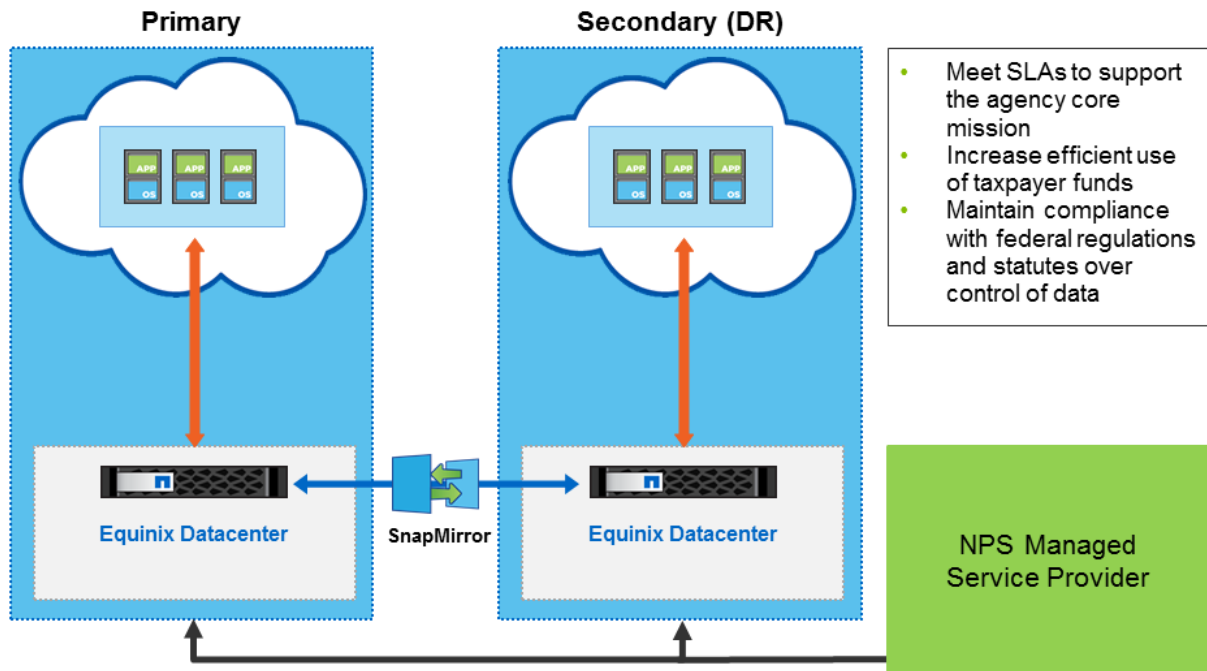 Primary
Secondary (DR)
APP
APP
APP
OS
OS
OS
APP
APP
APP
OS
OS
OS
• Meet SLAs to support
the agency core
mission
• Increase efficient use
of taxpayer funds
• Maintain compliance
with federal regulations
and statutes over
control of data
Equinix Datacenter
SnapMirror
Equinix Datacenter
NPS Managed
Service Provider